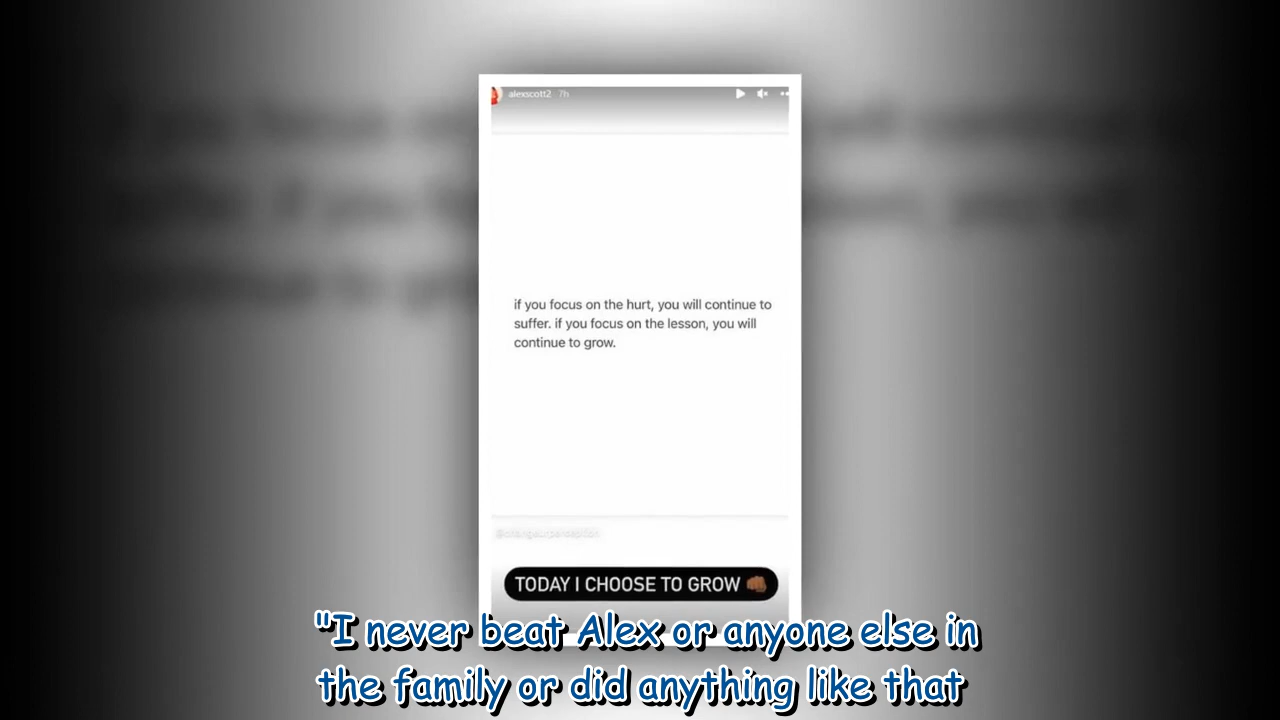 alexscott2 7h
if you focus on the hurt, you will continue to
suffer. if you focus on the lesson, you will
continue to grow.
TODAY I CHOOSE TO GROW 👊🏾
"I never beat Alex or anyone else in
the family or did anything like that